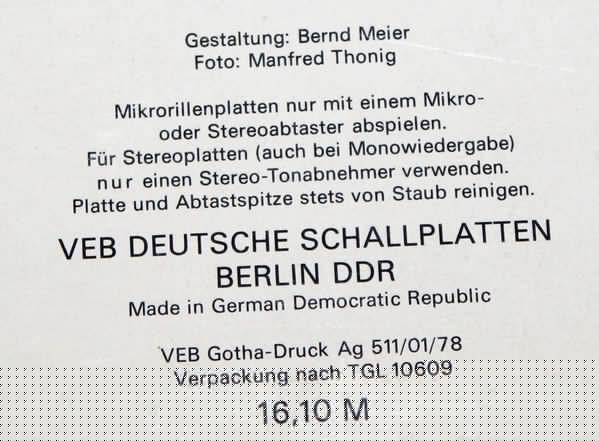 Gestaltung: Bernd Meier
Foto: Manfred Thonig
Mikrorillenplatten nur mit einem Mikro-
oder Stereoabtaster abspielen.
Für Stereoplatten (auch bei Monowiedergabe)
nur einen Stereo-Tonabnehmer verwenden.
Platte und Abtastspitze stets von Staub reinigen.
VEB DEUTSCHE SCHALLPLATTEN
BERLIN DDR
Made in German Democratic Republic
VEB Gotha-Druck Ag 511/01/78
Verpackung nach TGL 10609
16,10 M